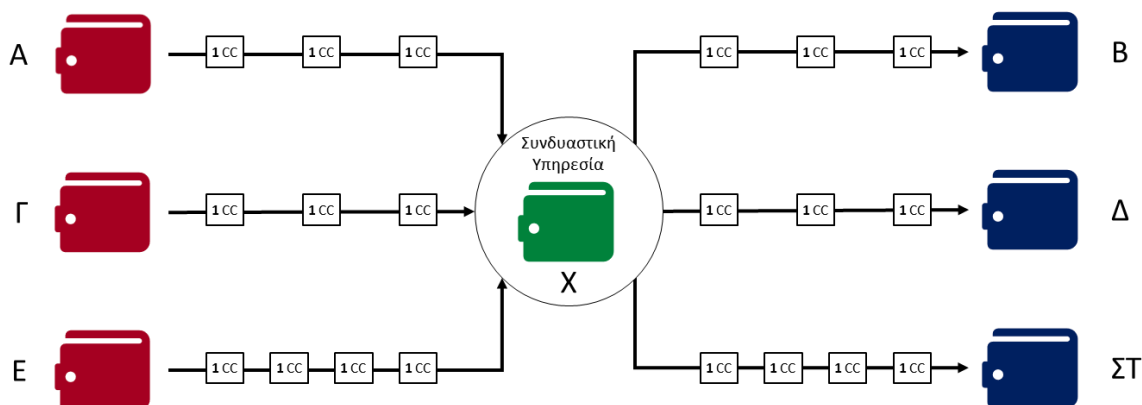 Α 1 CC 1 CC 1 CC 1 CC 1 CC 1 CC Β
Συνδυαστική
Υπηρεσία
Γ 1 CC 1 CC 1 CC 1 CC 1 CC 1 CC Δ
Χ
Ε 1 CC 1 CC 1 CC 1 CC 1 CC 1 CC 1 CC 1 CC ΣΤ